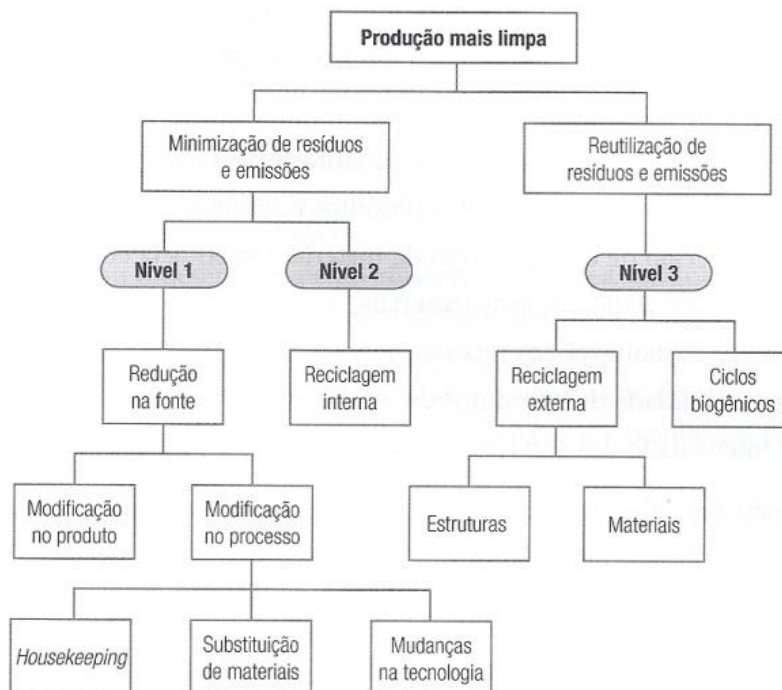 Produção mais limpa
Minimização de resíduos
e emissões
Reutilização de
resíduos e emissões
Nível 1
Nível 2
Nível 3
Redução
na fonte
Reciclagem
interna
Reciclagem
externa
Ciclos
biogênicos
Modificação
no produto
Modificação
no processo
Estruturas
Materiais
Housekeeping
Substituição
de materiais
Mudanças
na tecnologia